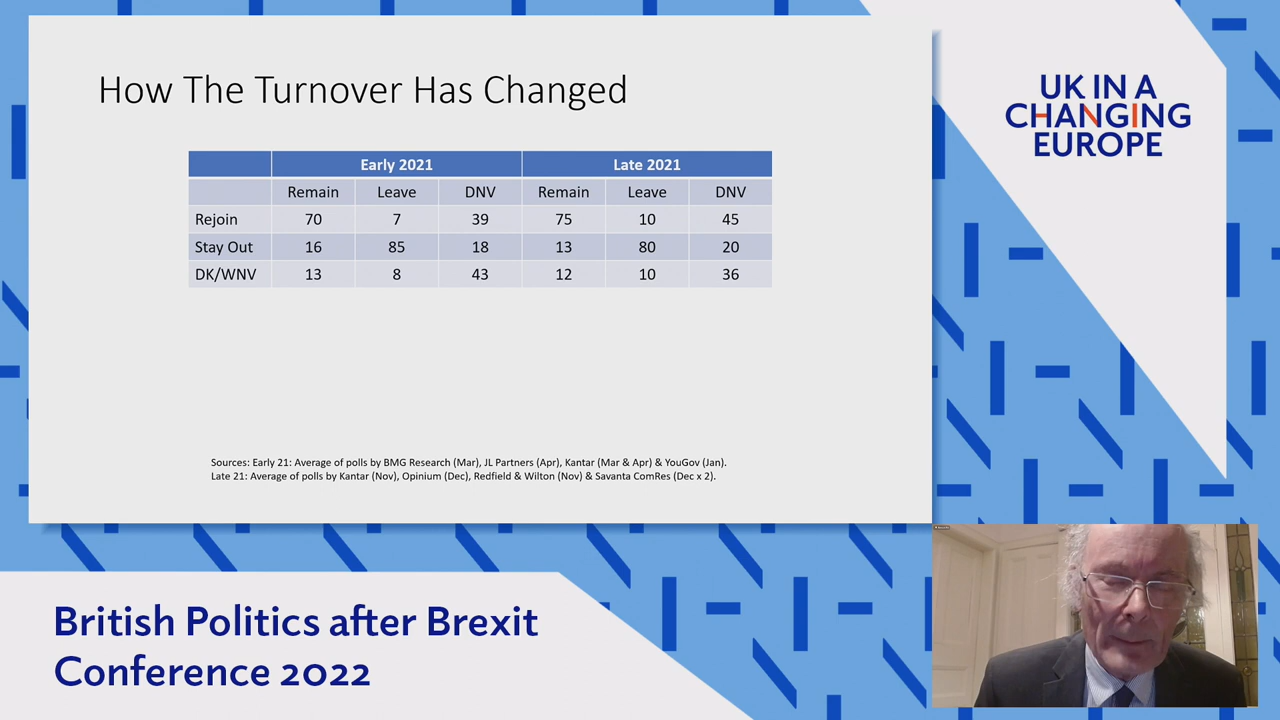 How The Turnover Has Changed
UK IN A
CHANGING
EUROPE
Early 2021 Late 2021
Remain Leave DNV Remain Leave DNV
Rejoin 70 7 39 75 10 45
Stay Out 16 85 18 13 80 20
DK/WNV 13 8 43 12 10 36
Sources: Early 21: Average of polls by BMG Research (Mar), JL Partners (Apr), Kantar (Mar & Apr) & YouGov (Jan).
Late 21: Average of polls by Kantar (Nov), Opinium (Dec), Redfield & Wilton (Nov) & Savanta ComRes (Dec x 2).
British Politics after Brexit
Conference 2022